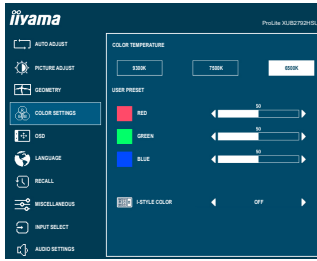 iiyama
ProLite XUB2792HSU
AUTO ADJUST
PICTURE ADJUST
GEOMETRY
COLOR SETTINGS
OSD
LANGUAGE
RECALL
MISCELLANEOUS
INPUT SELECT
AUDIO SETTINGS
COLOR TEMPERATURE
9300K 7500K 6500K
USER PRESET
RED 50
GREEN 50
BLUE 50
I-STYLE COLOR OFF